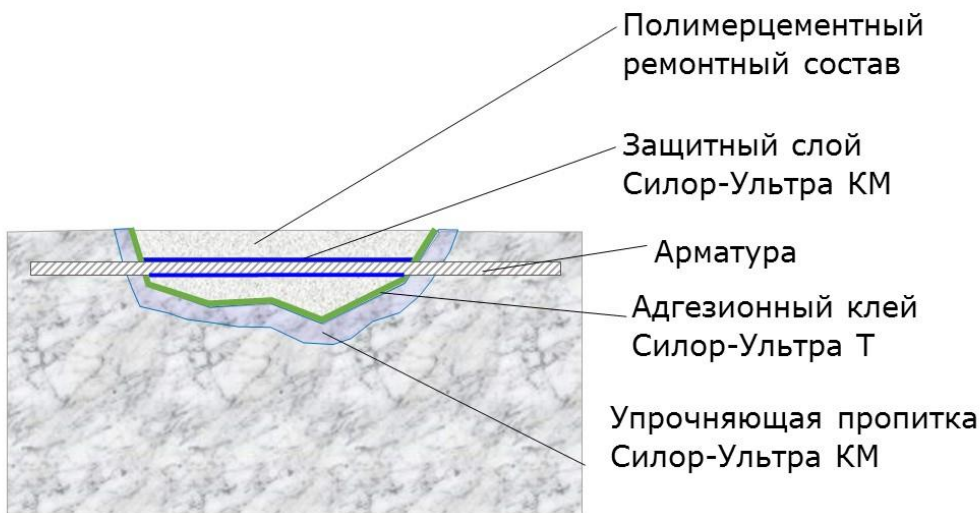 Полимерцементный
ремонтный состав
Защитный слой
Силор-Ультра КМ
Арматура
Адгезионный клей
Силор-Ультра Т
Упрочняющая пропитка
Силор-Ультра КМ